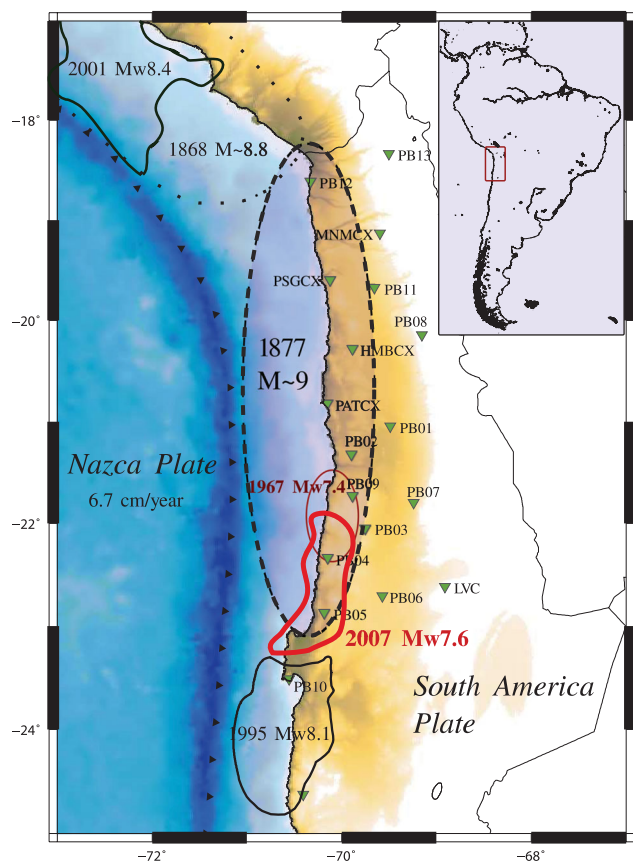 2001 Mw8.4
−18˚
1868 M~8.8
PB13
PB12
MNMCX
PSGCX
PB11
−20˚
PB08
1877
M~9
HMBCX
PATCX
PB01
PB02
Nazca Plate
1967 Mw7.4
PB09
6.7 cm/year
PB07
−22˚
PB03
PB04
LVC
PB06
PB05
2007 Mw7.6
PB10
South America
Plate
−24˚
1995 Mw8.1
−72˚
−70˚
−68˚